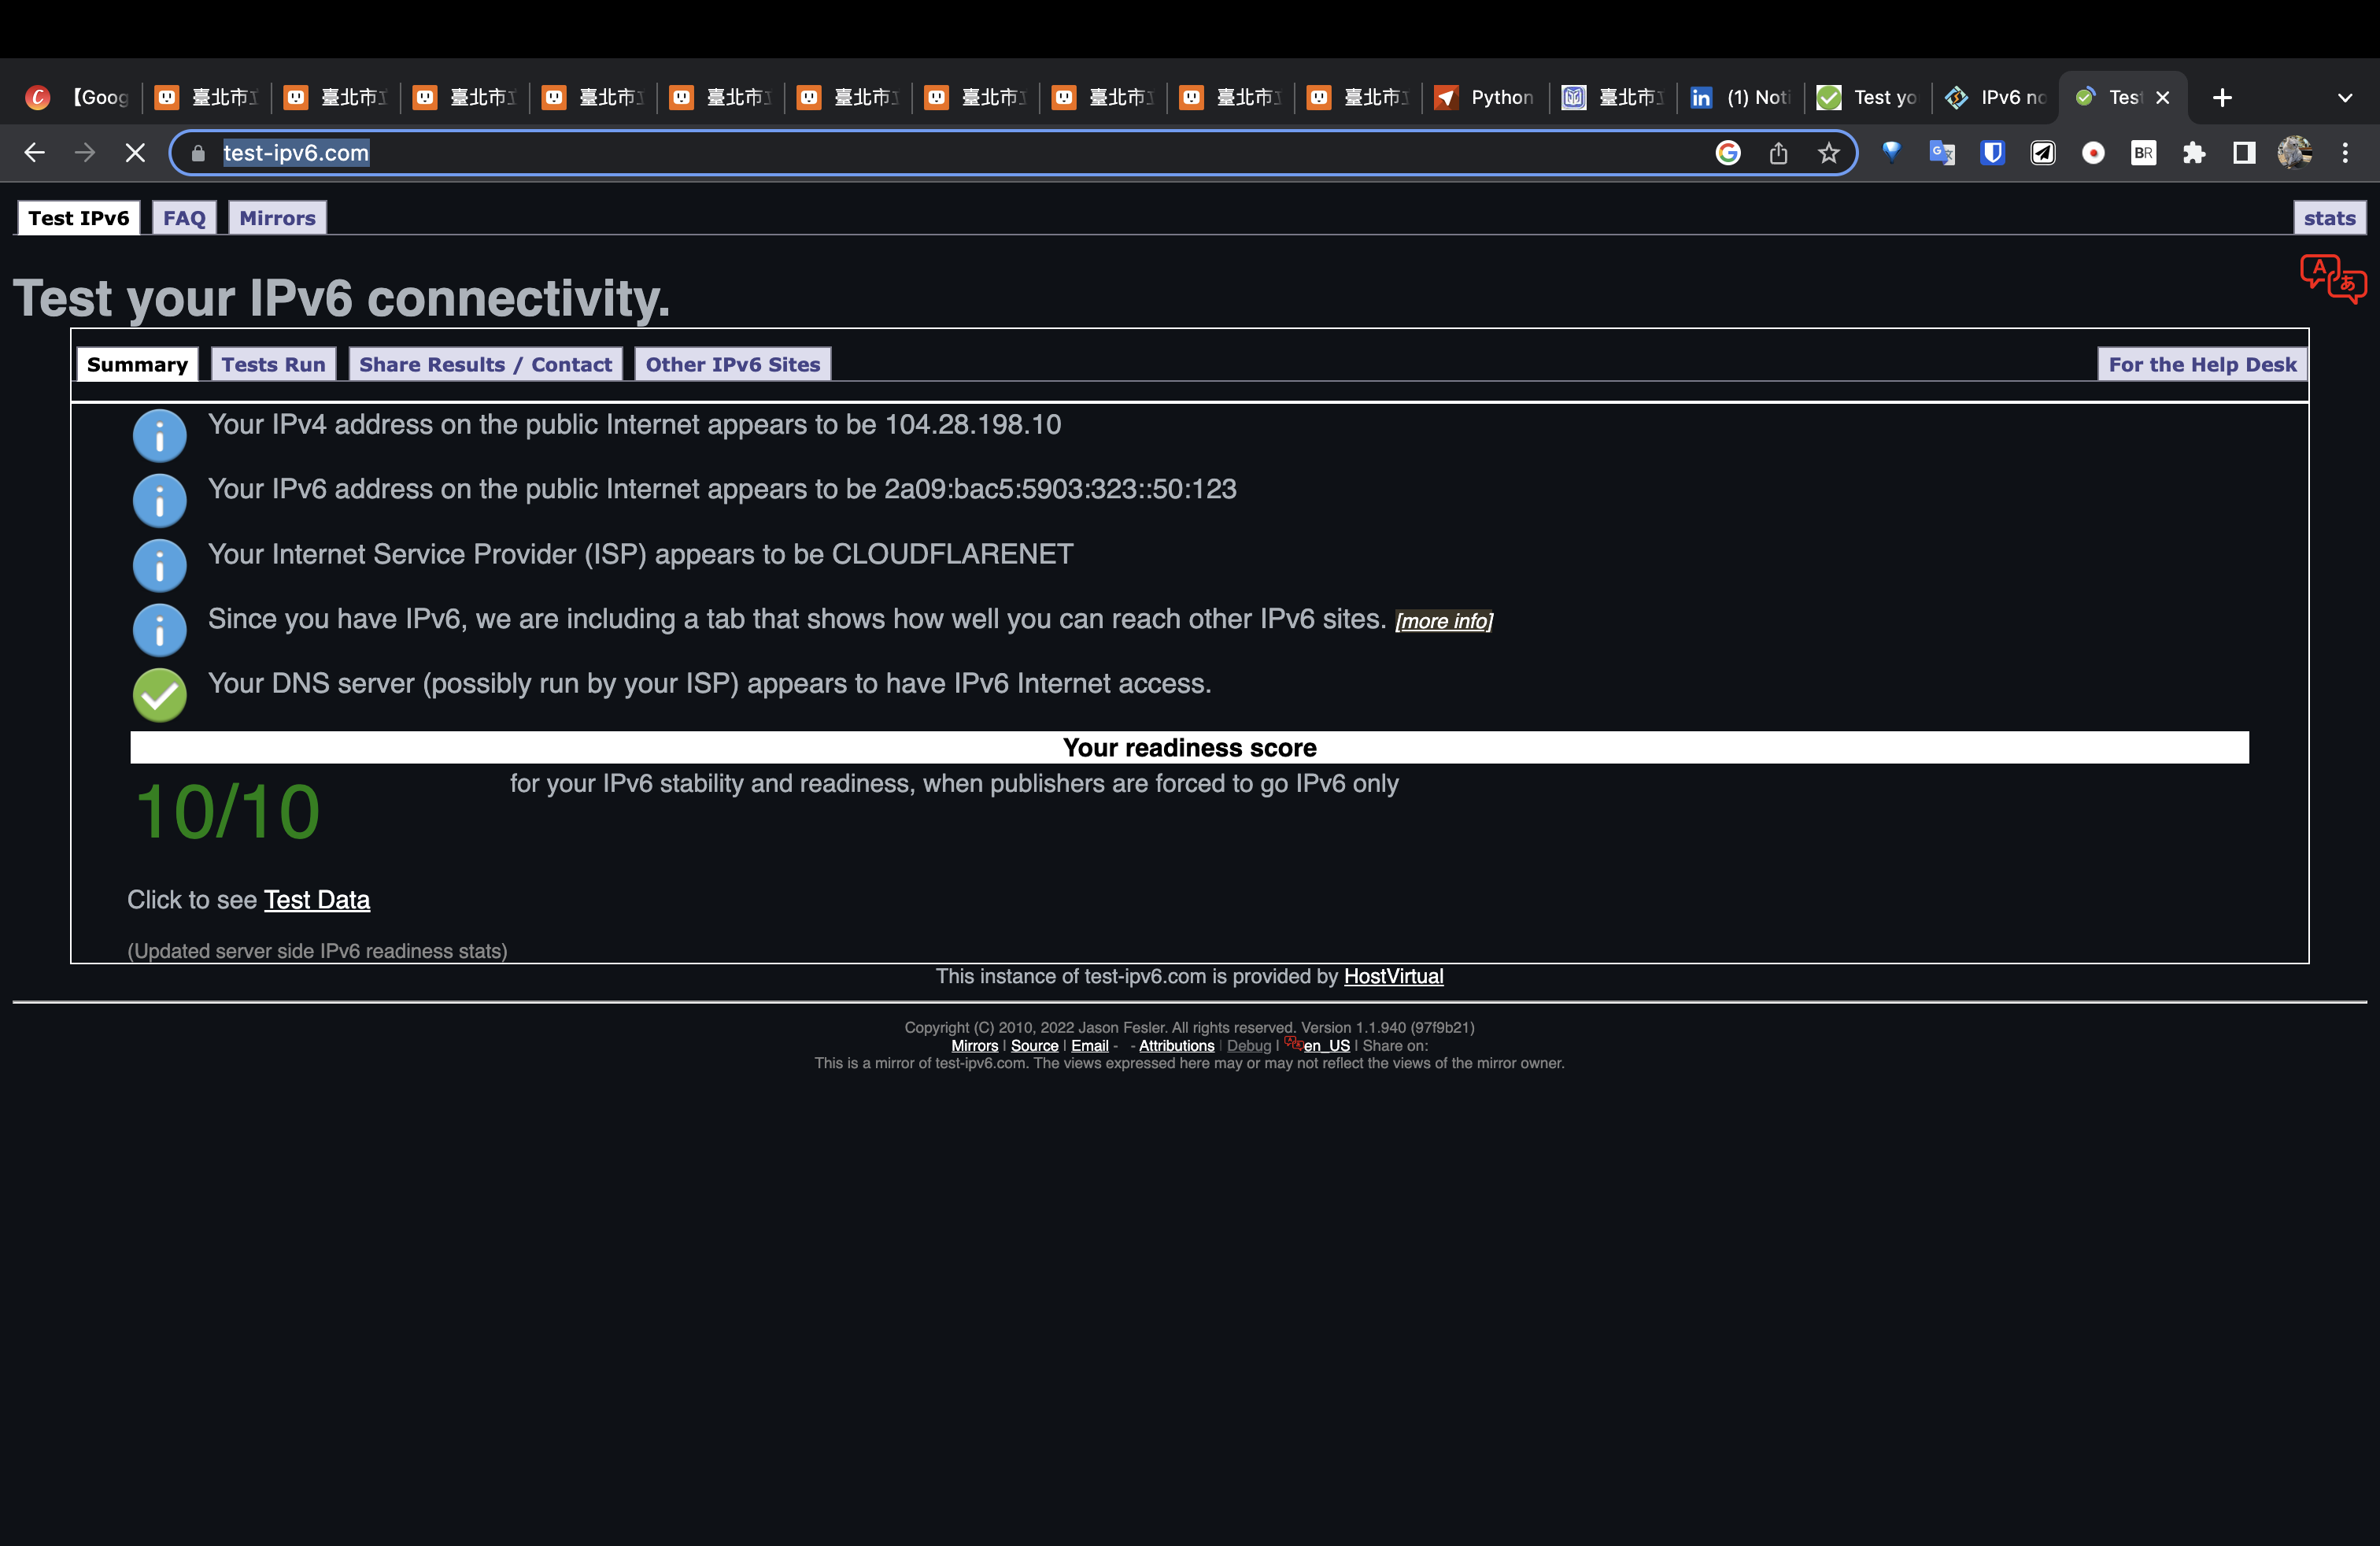 【Goog 臺北市 臺北市 臺北市 臺北市 臺北市 臺北市 臺北市 臺北市 臺北市 臺北市 Python 臺北市 (1) Noti Test yo IPv6 no Test
test-ipv6.com
Test IPv6 FAQ Mirrors stats
Test your IPv6 connectivity.
Summary Tests Run Share Results / Contact Other IPv6 Sites For the Help Desk
Your IPv4 address on the public Internet appears to be 104.28.198.10
Your IPv6 address on the public Internet appears to be 2a09:bac5:5903:323::50:123
Your Internet Service Provider (ISP) appears to be CLOUDFLARENET
Since you have IPv6, we are including a tab that shows how well you can reach other IPv6 sites. [more info]
Your DNS server (possibly run by your ISP) appears to have IPv6 Internet access.
Your readiness score
10/10 for your IPv6 stability and readiness, when publishers are forced to go IPv6 only
Click to see Test Data
(Updated server side IPv6 readiness stats)
This instance of test-ipv6.com is provided by HostVirtual
Copyright (C) 2010, 2022 Jason Fesler. All rights reserved. Version 1.1.940 (97f9b21)
Mirrors | Source | Email - - Attributions | Debug | en_US | Share on:
This is a mirror of test-ipv6.com. The views expressed here may or may not reflect the views of the mirror owner.